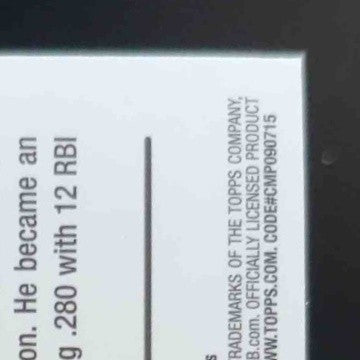 on. He became an
g .280 with 12 RBI
RADEMARKS OF THE TOPPS COMPANY,
B.com. OFFICIALLY LICENSED PRODUCT
WW.TOPPS.COM. CODE#CMP090715